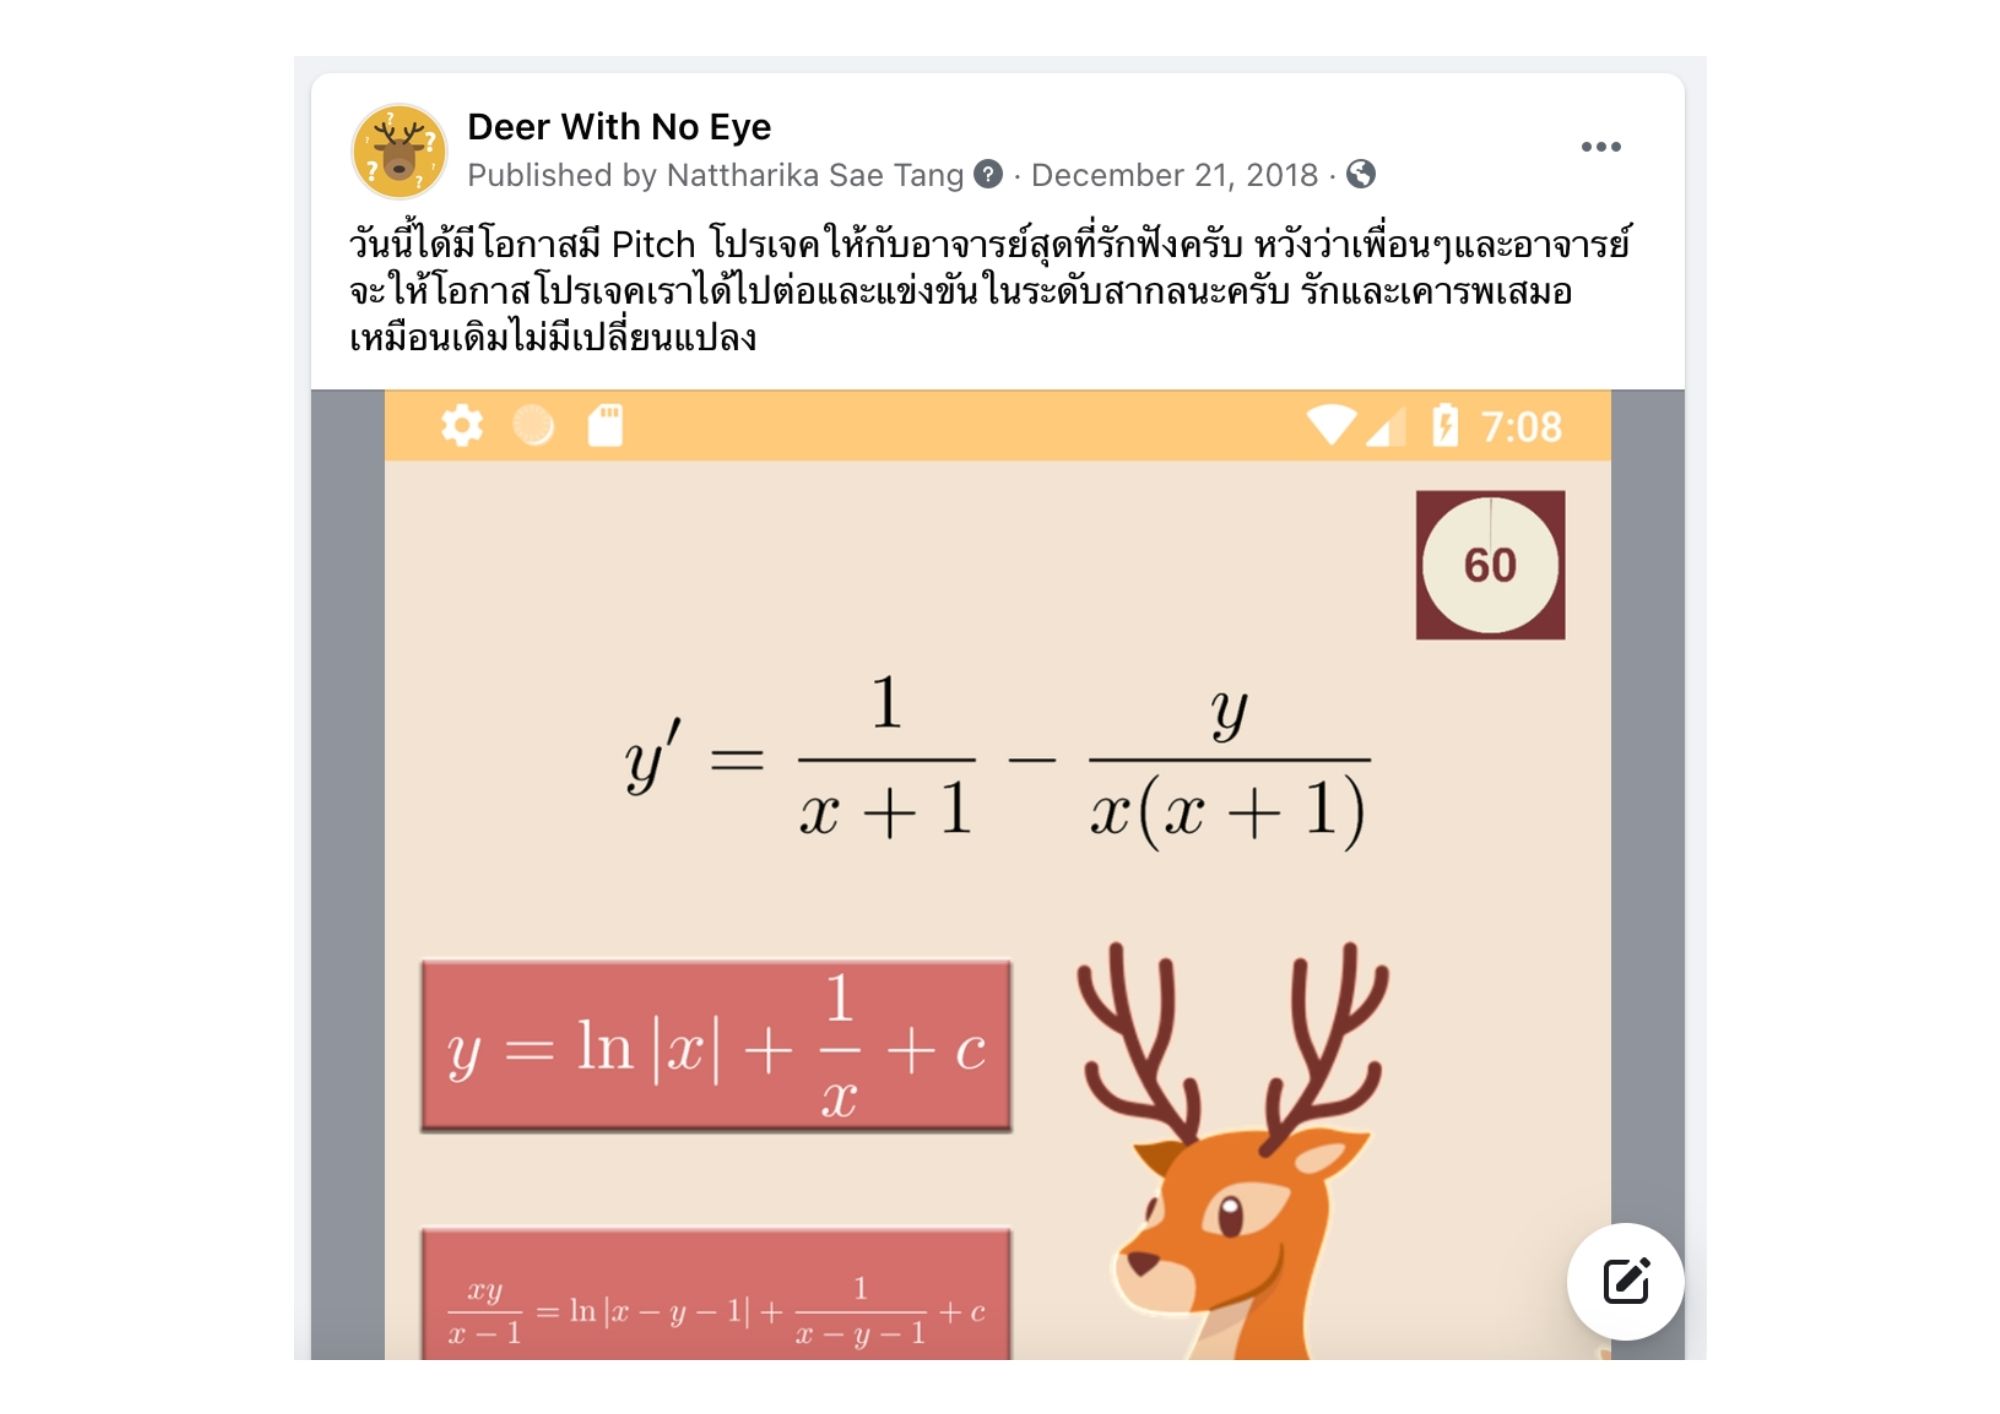 Deer With No Eye
Published by Nattharika Sae Tang · December 21, 2018 ·
วันนี้ได้มีโอกาสมี Pitch โปรเจคให้กับอาจารย์สุดที่รักฟังครับ หวังว่าเพื่อนๆและอาจารย์
จะให้โอกาสโปรเจคเราได้ไปต่อและแข่งขันในระดับสากลนะครับ รักและเคารพเสมอ
เหมือนเดิมไม่มีเปลี่ยนแปลง
7:08
60
y′ = 1/(x + 1) − y/(x(x + 1))
y = ln |x| + 1/x + c
xy/(x − 1) = ln |x − y − 1| + 1/(x − y − 1) + c